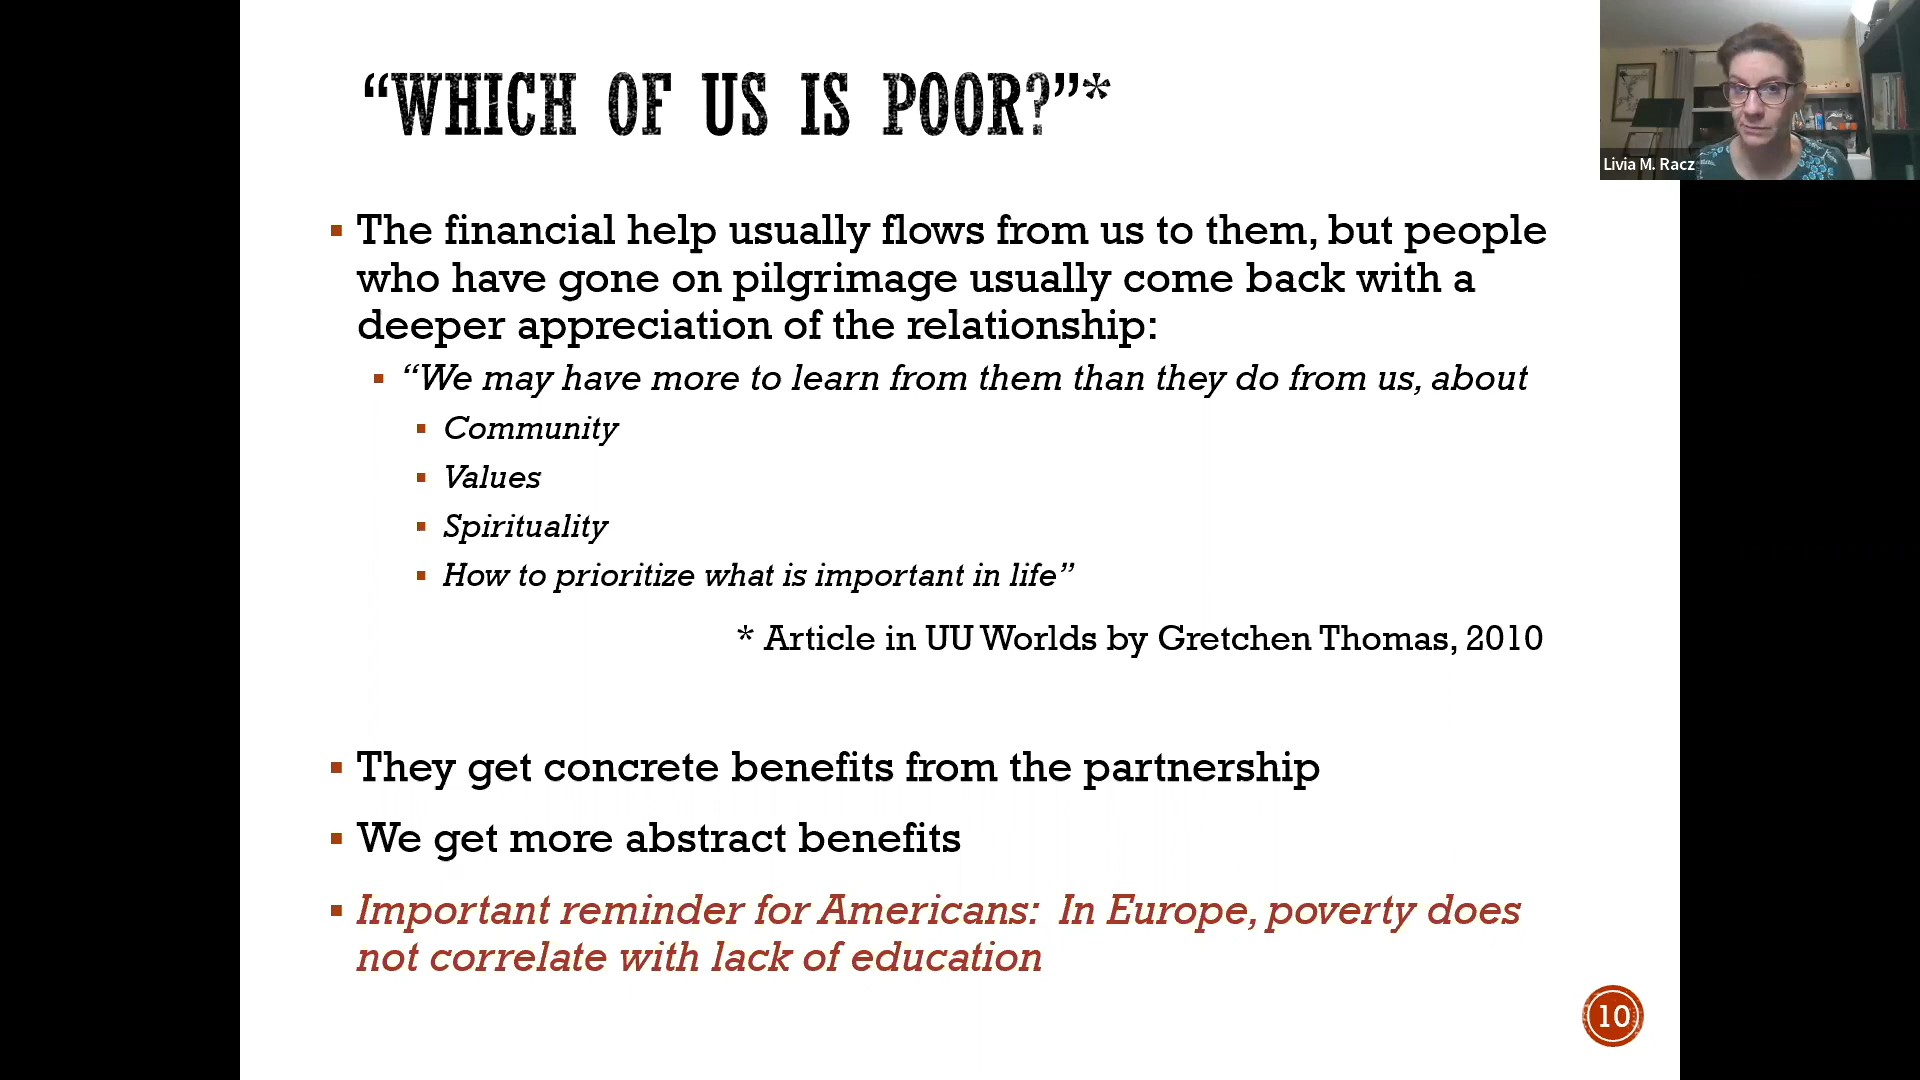 “WHICH OF US IS POOR?”*
Livia M. Racz
▪ The financial help usually flows from us to them, but people
who have gone on pilgrimage usually come back with a
deeper appreciation of the relationship:
▪ “We may have more to learn from them than they do from us, about
▪ Community
▪ Values
▪ Spirituality
▪ How to prioritize what is important in life”
* Article in UU Worlds by Gretchen Thomas, 2010
▪ They get concrete benefits from the partnership
▪ We get more abstract benefits
▪ Important reminder for Americans: In Europe, poverty does
not correlate with lack of education
10